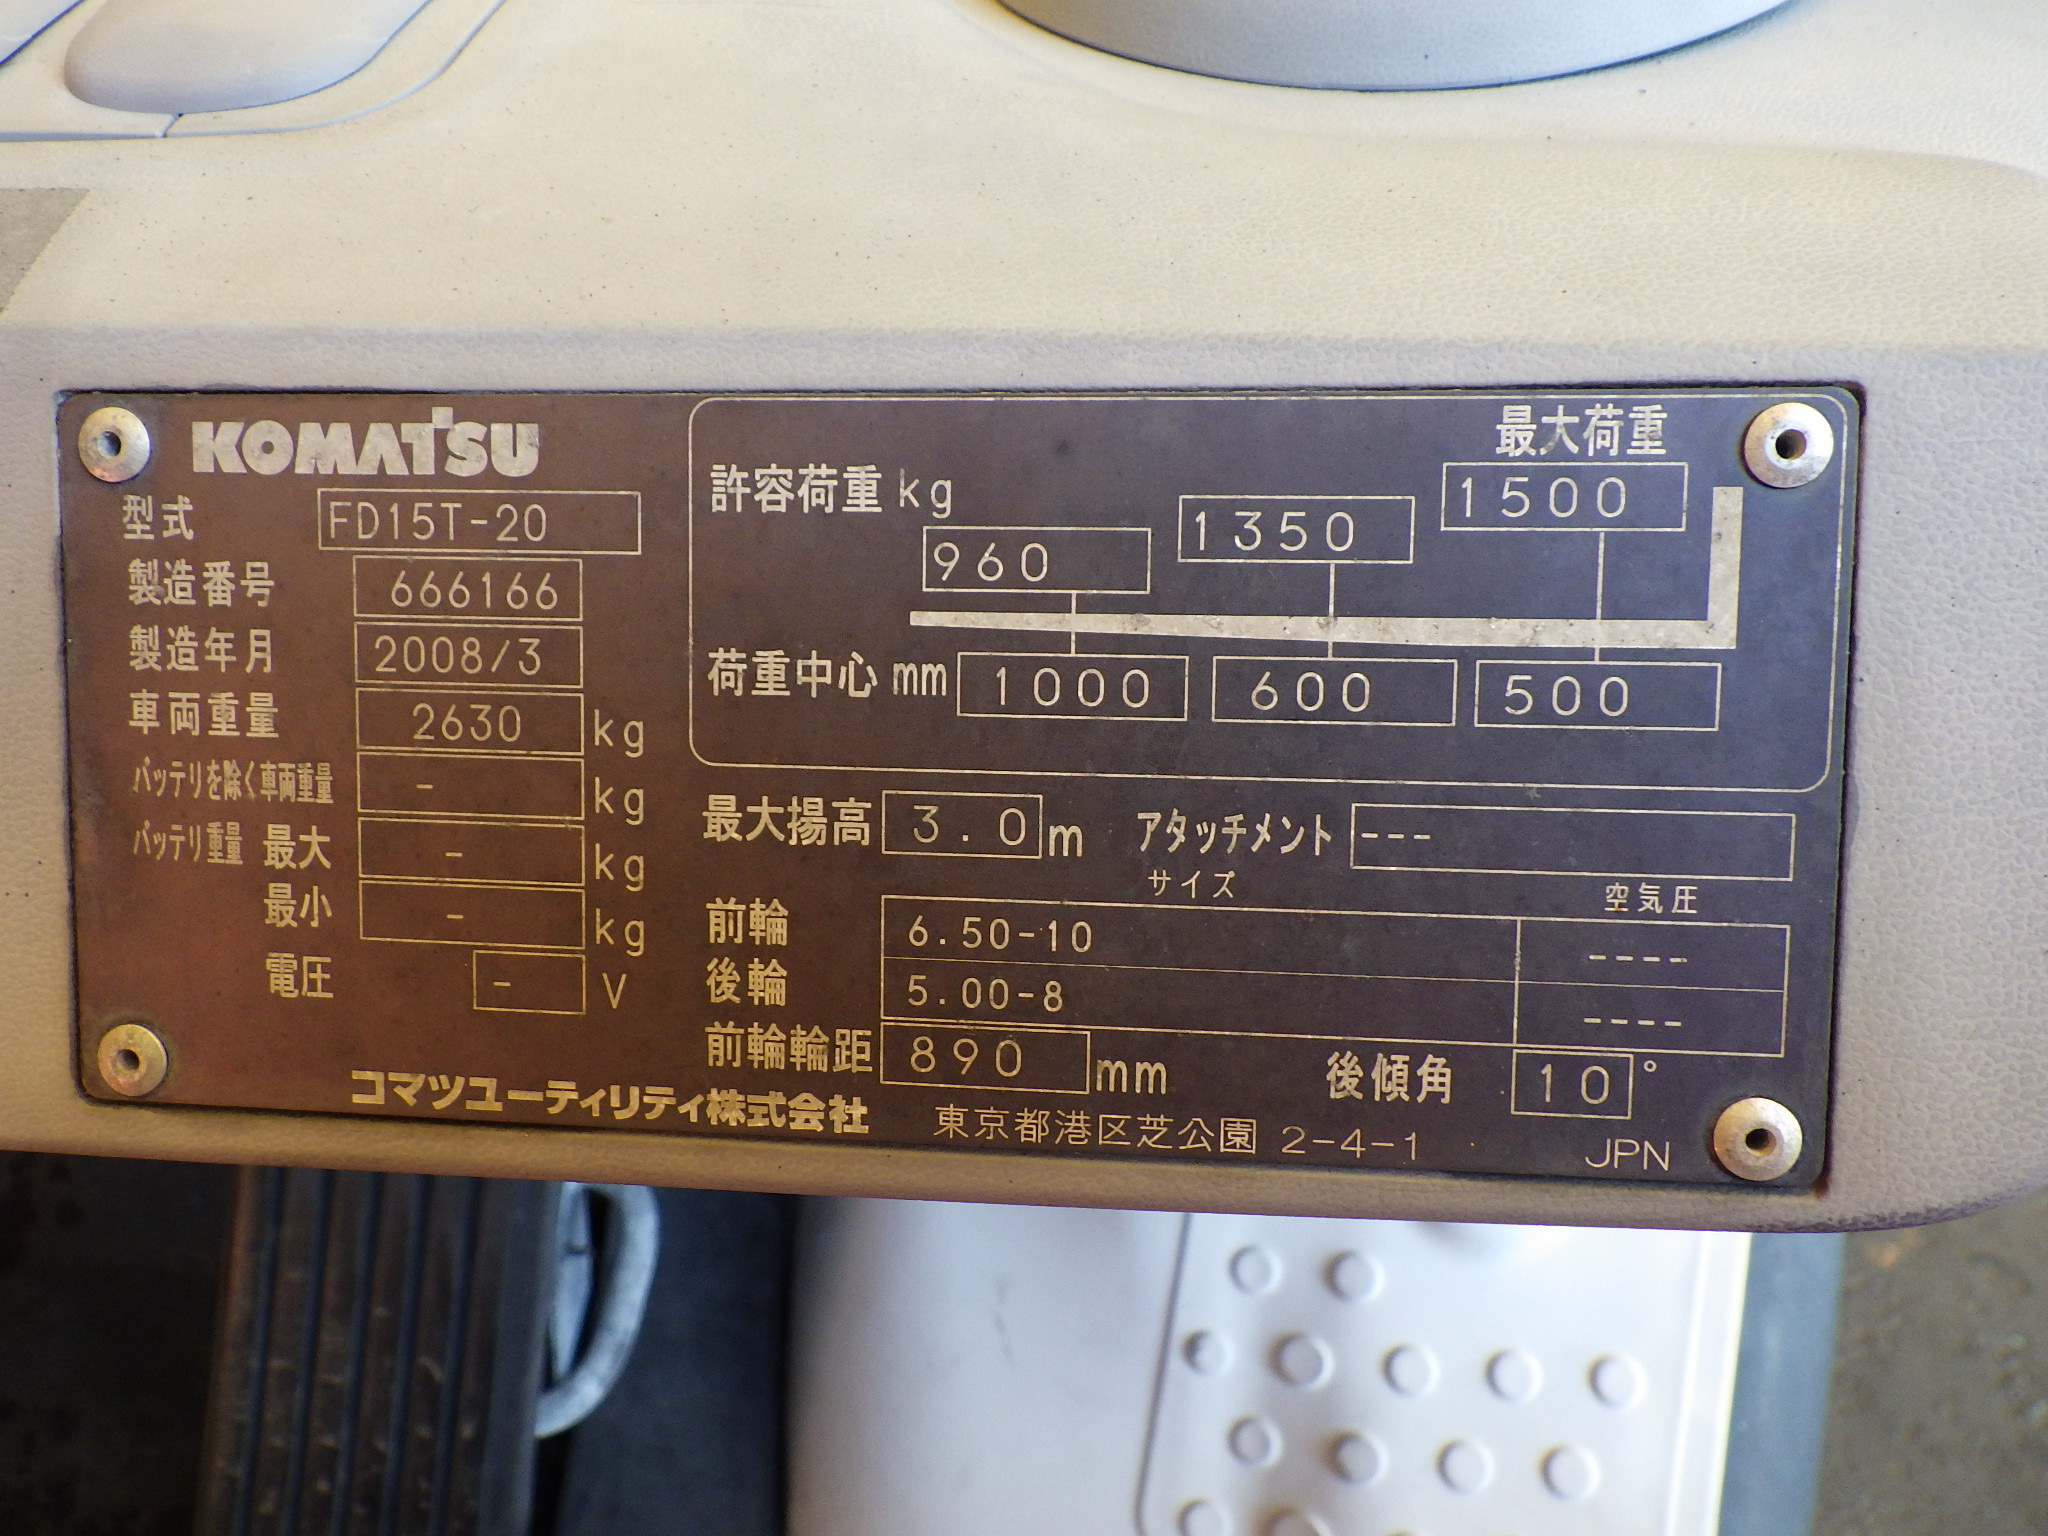 KOMATSU
型式 FD15T-20
製造番号 666166
製造年月 2008/3
車両重量 2630 kg
バッテリを除く車両重量 - kg
バッテリ重量 最大 - kg
最小 - kg
電圧 - V
最大荷重
許容荷重 kg 960 1350 1500
荷重中心 mm 1000 600 500
最大揚高 3.0 m アタッチメント ---
サイズ 空気圧
前輪 6.50-10 ----
後輪 5.00-8 ----
前輪輪距 890 mm 後傾角 10°
コマツユーティリティ株式会社 東京都港区芝公園 2-4-1 JPN